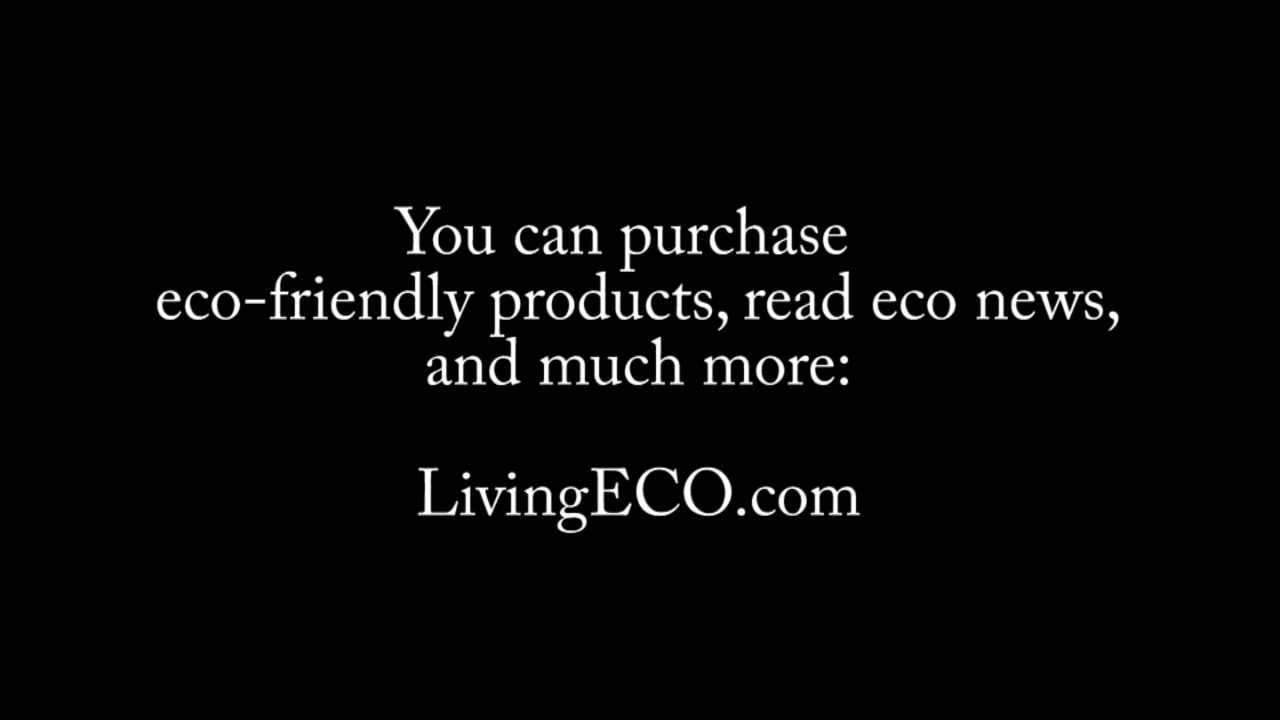 You can purchase
eco-friendly products, read eco news,
and much more:
LivingECO.com